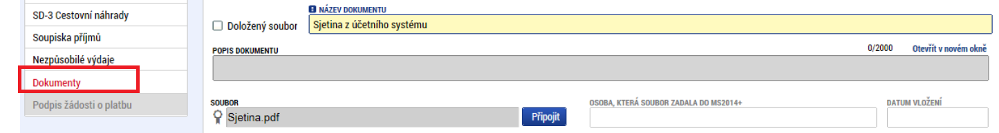 SD-3 Cestovní náhrady
Soupiska příjmů
Nezpůsobilé výdaje
Dokumenty
Podpis žádosti o platbu
NÁZEV DOKUMENTU
Doložený soubor
Sjetina z účetního systému
POPIS DOKUMENTU
0/2000 Otevřít v novém okně
SOUBOR
Sjetina.pdf
Připojit
OSOBA, KTERÁ SOUBOR ZADALA DO MS2014+
DATUM VLOŽENÍ